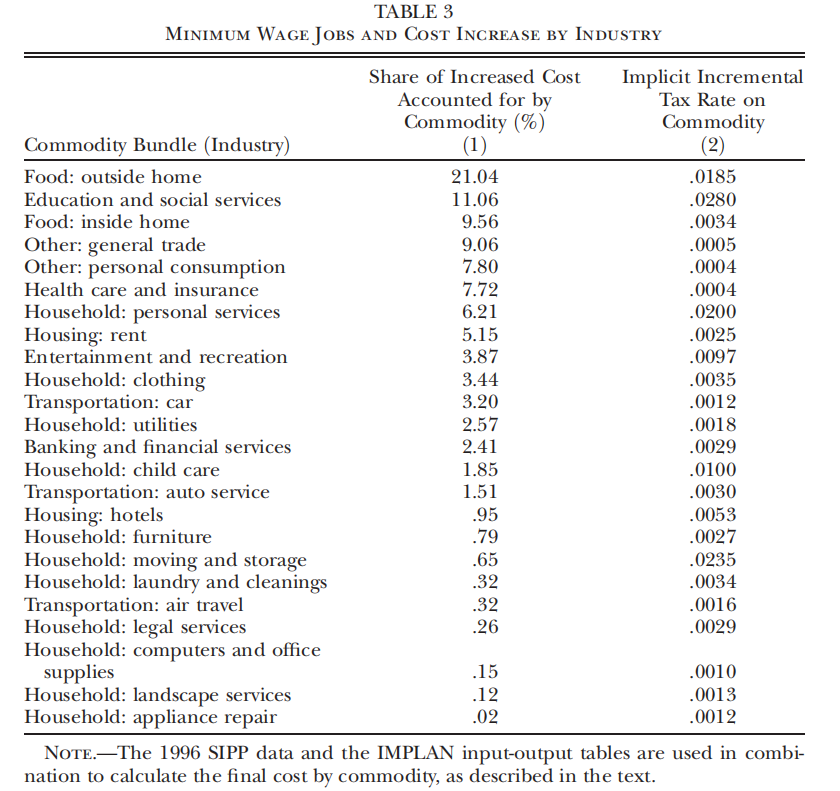 TABLE 3
Minimum Wage Jobs and Cost Increase by Industry
Share of Increased Cost Accounted for by Commodity (%) (1)
Implicit Incremental Tax Rate on Commodity (2)
Commodity Bundle (Industry)
Food: outside home 21.04 .0185
Education and social services 11.06 .0280
Food: inside home 9.56 .0034
Other: general trade 9.06 .0005
Other: personal consumption 7.80 .0004
Health care and insurance 7.72 .0004
Household: personal services 6.21 .0200
Housing: rent 5.15 .0025
Entertainment and recreation 3.87 .0097
Household: clothing 3.44 .0035
Transportation: car 3.20 .0012
Household: utilities 2.57 .0018
Banking and financial services 2.41 .0029
Household: child care 1.85 .0100
Transportation: auto service 1.51 .0030
Housing: hotels .95 .0053
Household: furniture .79 .0027
Household: moving and storage .65 .0235
Household: laundry and cleanings .32 .0034
Transportation: air travel .32 .0016
Household: legal services .26 .0029
Household: computers and office
supplies .15 .0010
Household: landscape services .12 .0013
Household: appliance repair .02 .0012
Note.—The 1996 SIPP data and the IMPLAN input-output tables are used in combi-
nation to calculate the final cost by commodity, as described in the text.